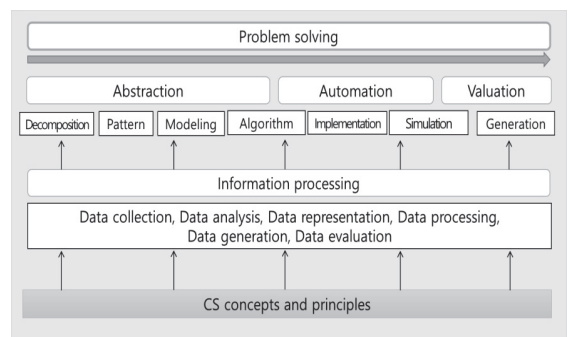 Problem solving
Abstraction Automation Valuation
Decomposition Pattern Modeling Algorithm Implementation Simulation Generation
Information processing
Data collection, Data analysis, Data representation, Data processing,
Data generation, Data evaluation
CS concepts and principles